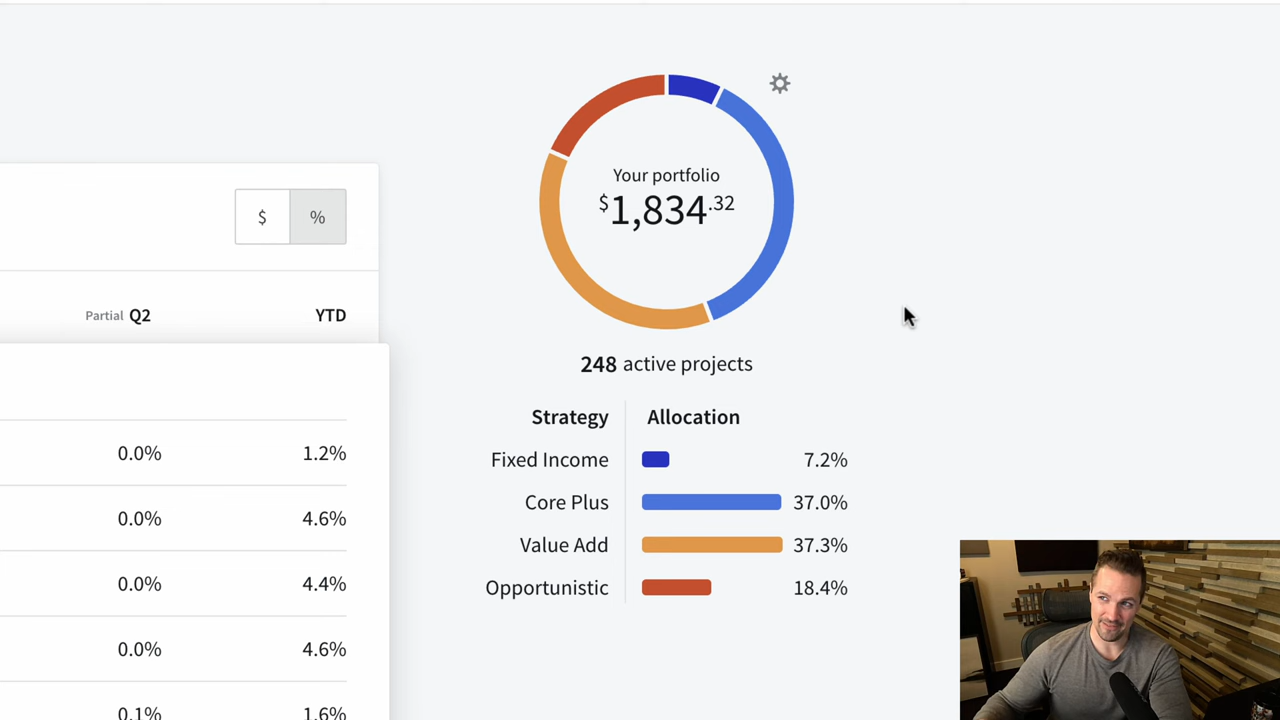 $ %
Partial Q2 YTD
0.0% 1.2%
0.0% 4.6%
0.0% 4.4%
0.0% 4.6%
0.1% 1.6%
Your portfolio
$1,834.32
248 active projects
Strategy Allocation
Fixed Income 7.2%
Core Plus 37.0%
Value Add 37.3%
Opportunistic 18.4%